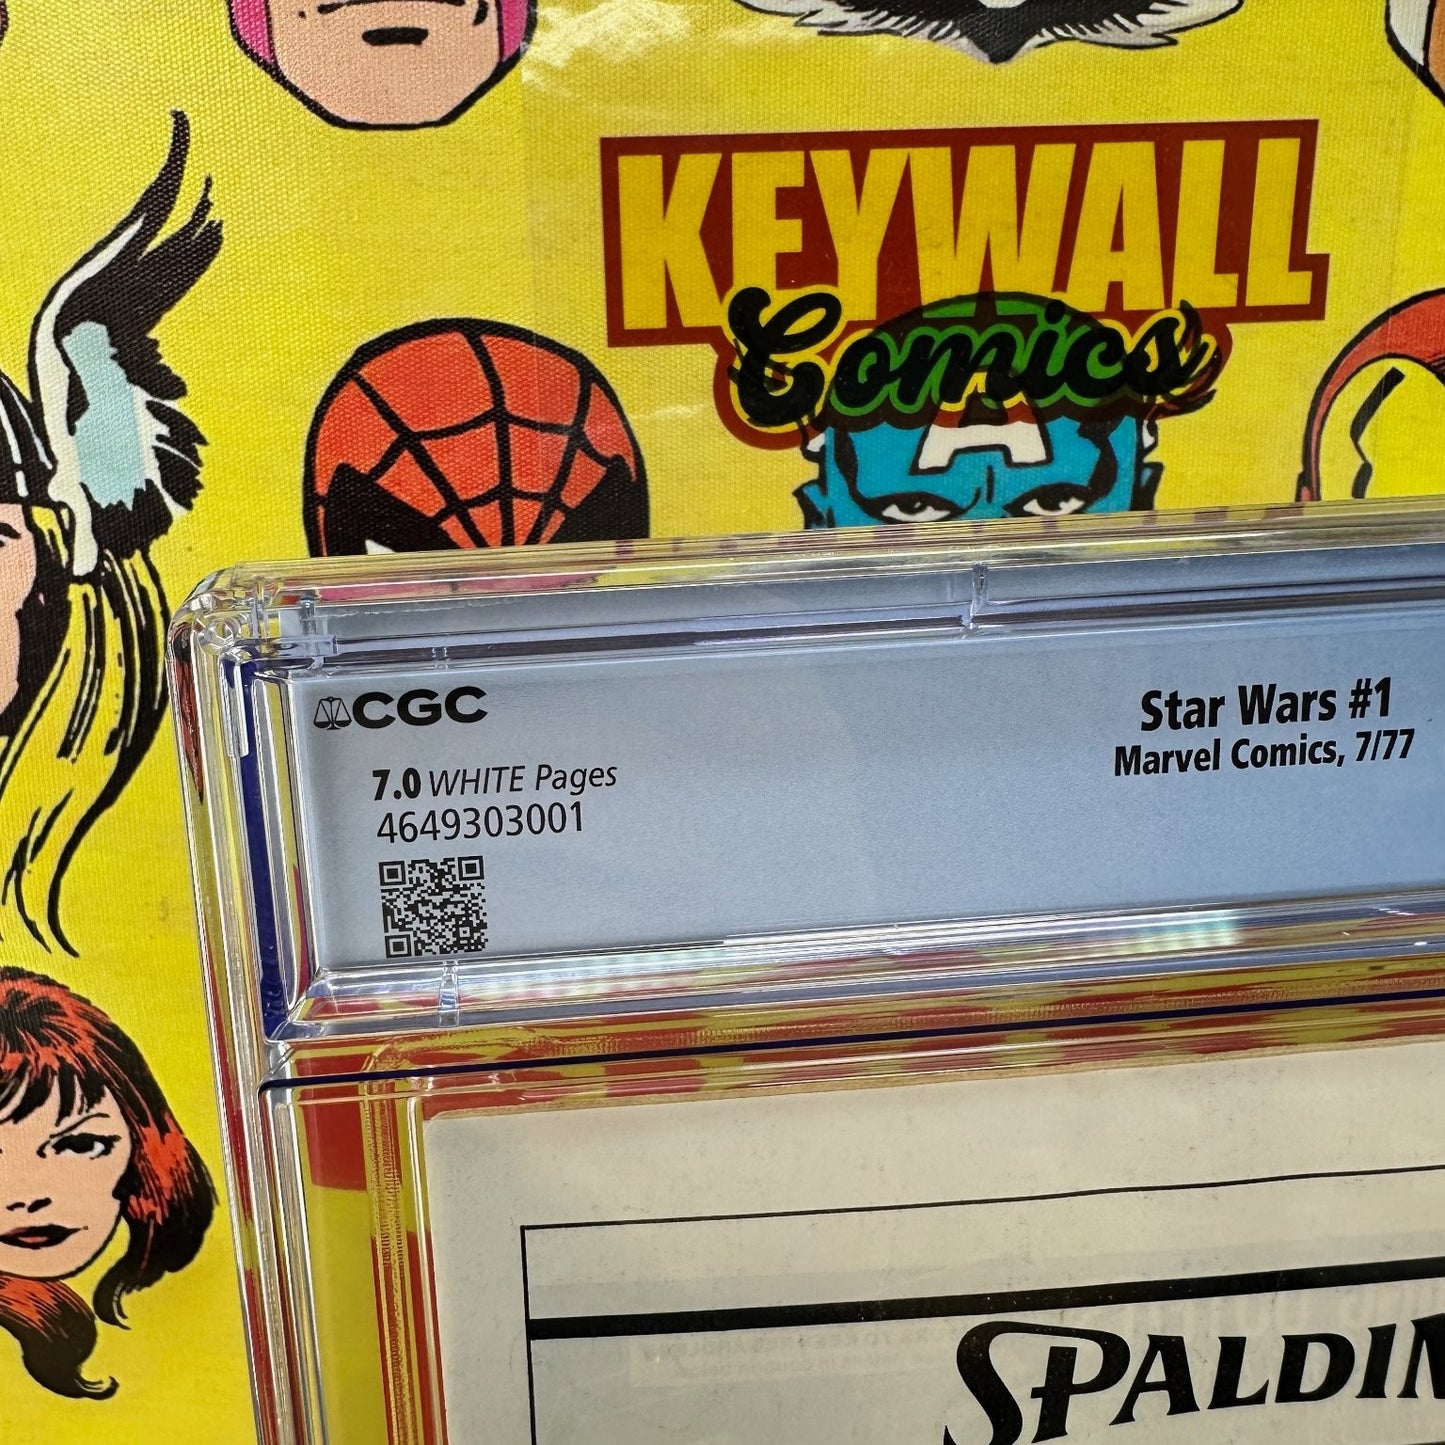 KEYWALL
Comics
A
CGC
Star Wars #1
Marvel Comics, 7/77
7.0 WHITE Pages
4649303001
SPALDIN